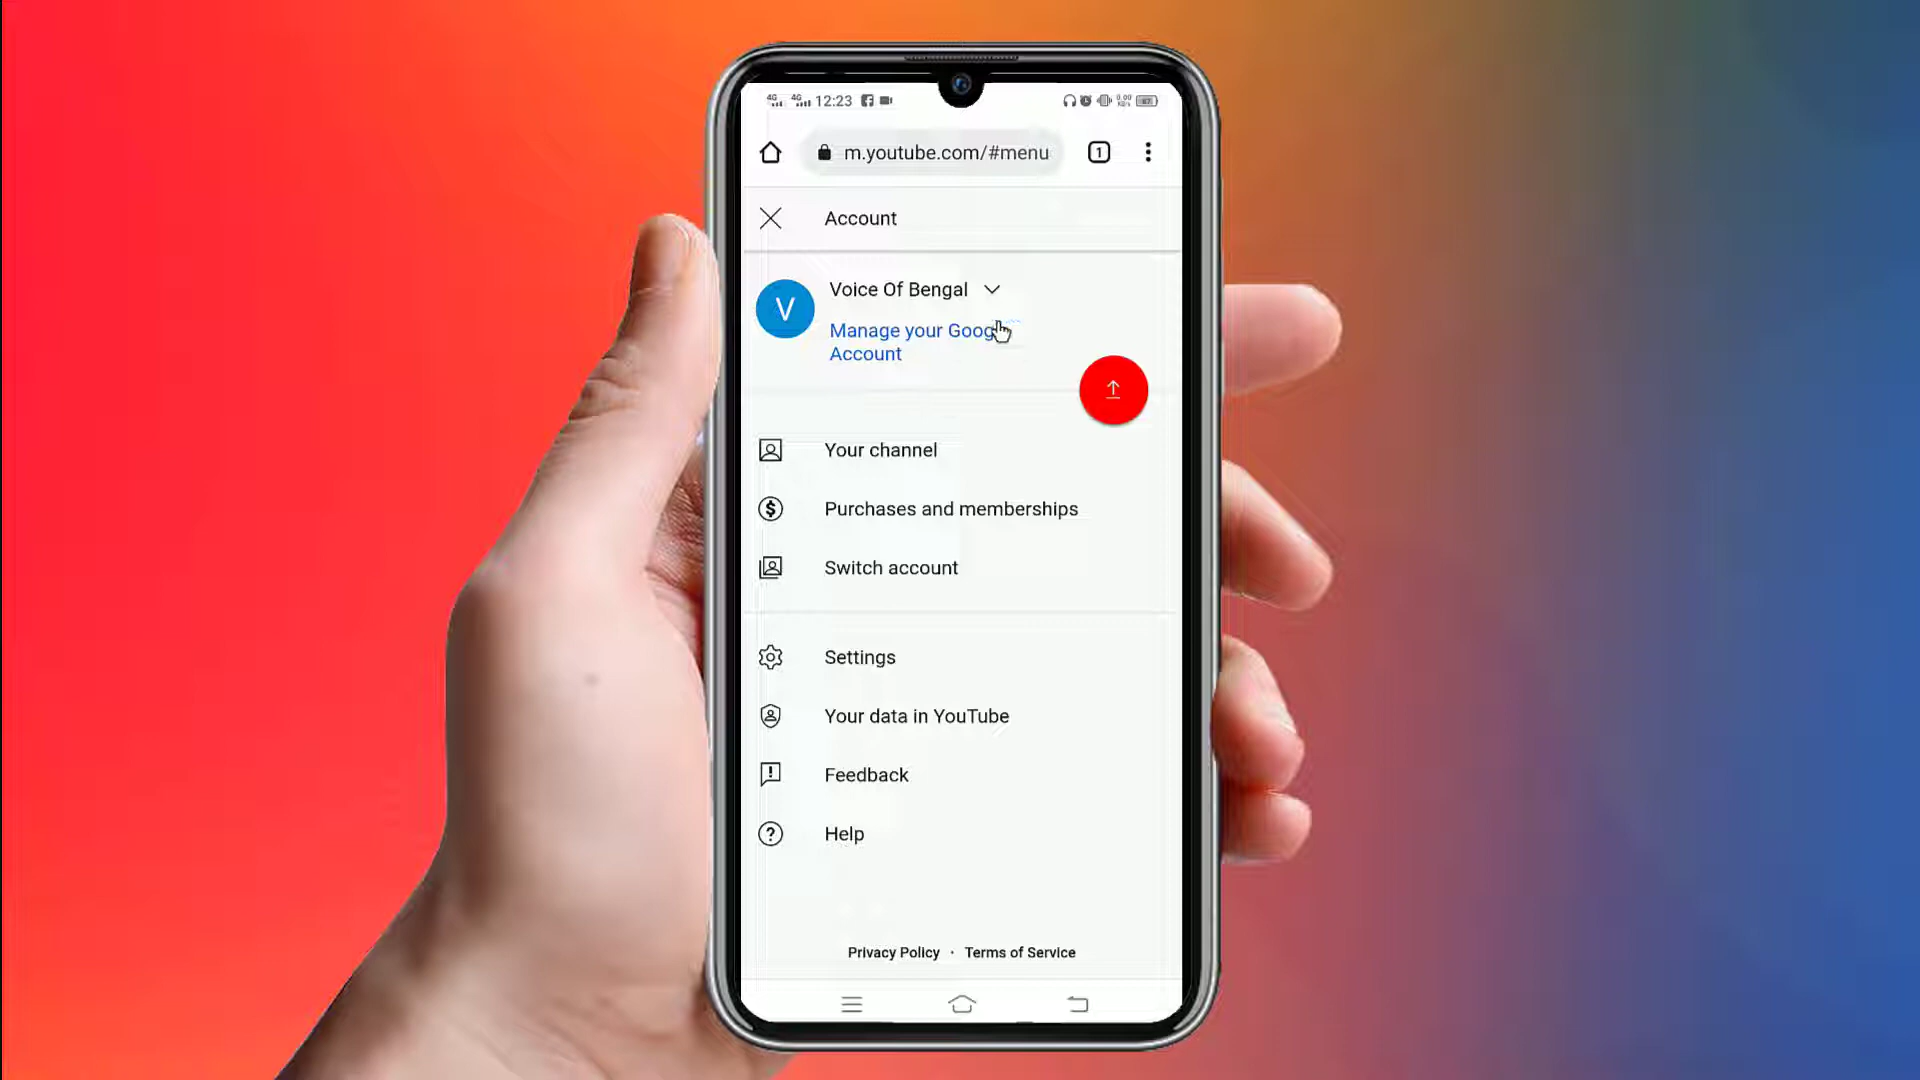 12:23
m.youtube.com/#menu
1
Account
V
Voice Of Bengal
Manage your Goog
Account
Your channel
Purchases and memberships
Switch account
Settings
Your data in YouTube
Feedback
Help
Privacy Policy · Terms of Service